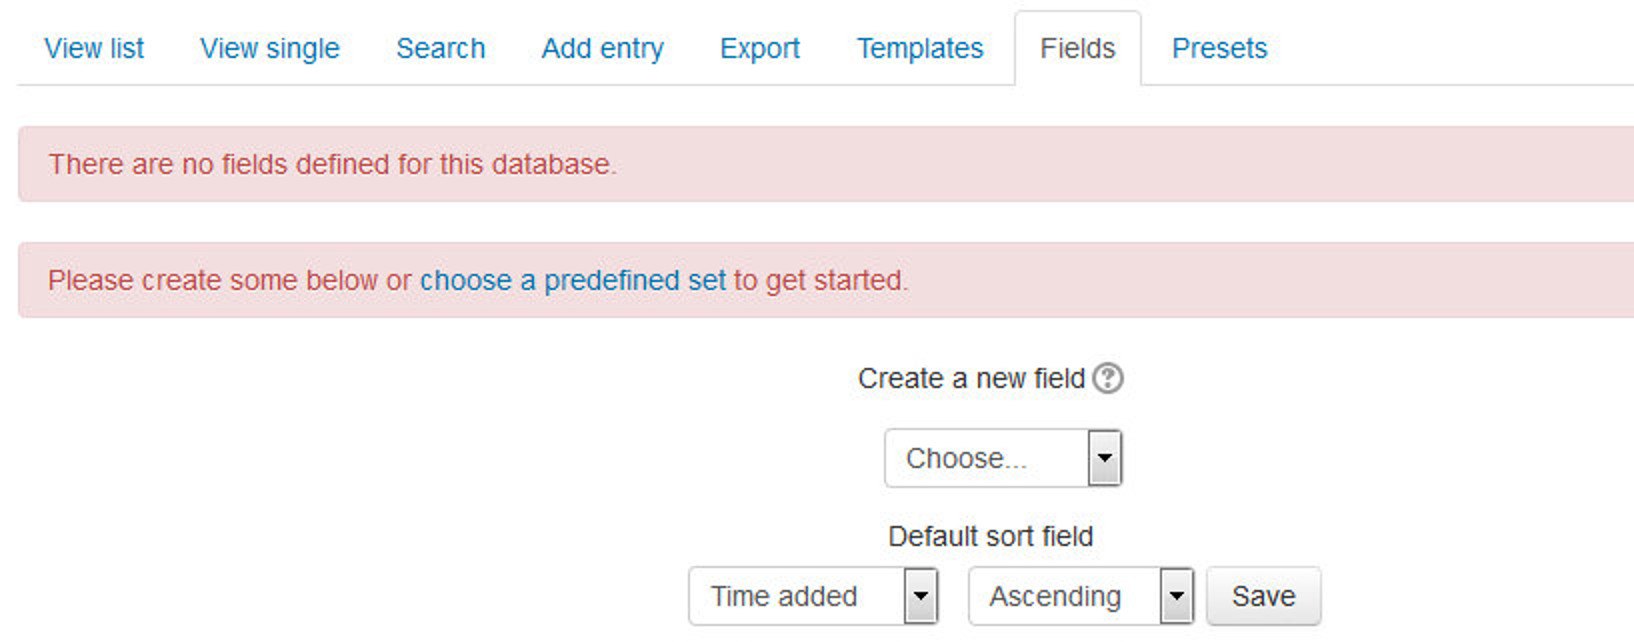 View list View single Search Add entry Export Templates Fields Presets
There are no fields defined for this database.
Please create some below or choose a predefined set to get started.
Create a new field ?
Choose...
Default sort field
Time added Ascending Save